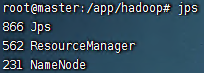 root@master:/app/hadoop# jps
866 Jps
562 ResourceManager
231 NameNode